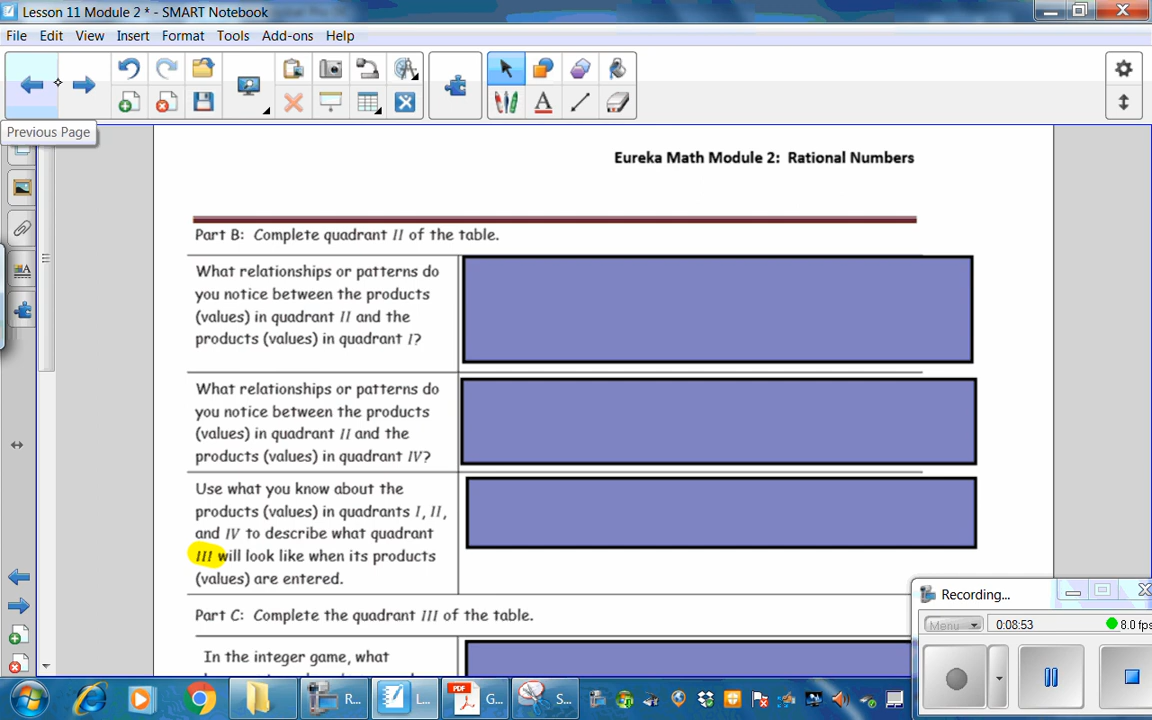 Lesson 11 Module 2 * - SMART Notebook
File Edit View Insert Format Tools Add-ons Help
Previous Page
Eureka Math Module 2: Rational Numbers
Part B: Complete quadrant II of the table.
What relationships or patterns do
you notice between the products
(values) in quadrant II and the
products (values) in quadrant I?
What relationships or patterns do
you notice between the products
(values) in quadrant II and the
products (values) in quadrant IV?
Use what you know about the
products (values) in quadrants I, II,
and IV to describe what quadrant
III will look like when its products
(values) are entered.
Part C: Complete the quadrant III of the table.
In the integer game, what
Recording...
Menu 0:08:53 8.0 fps
R... L... PDF G... S...